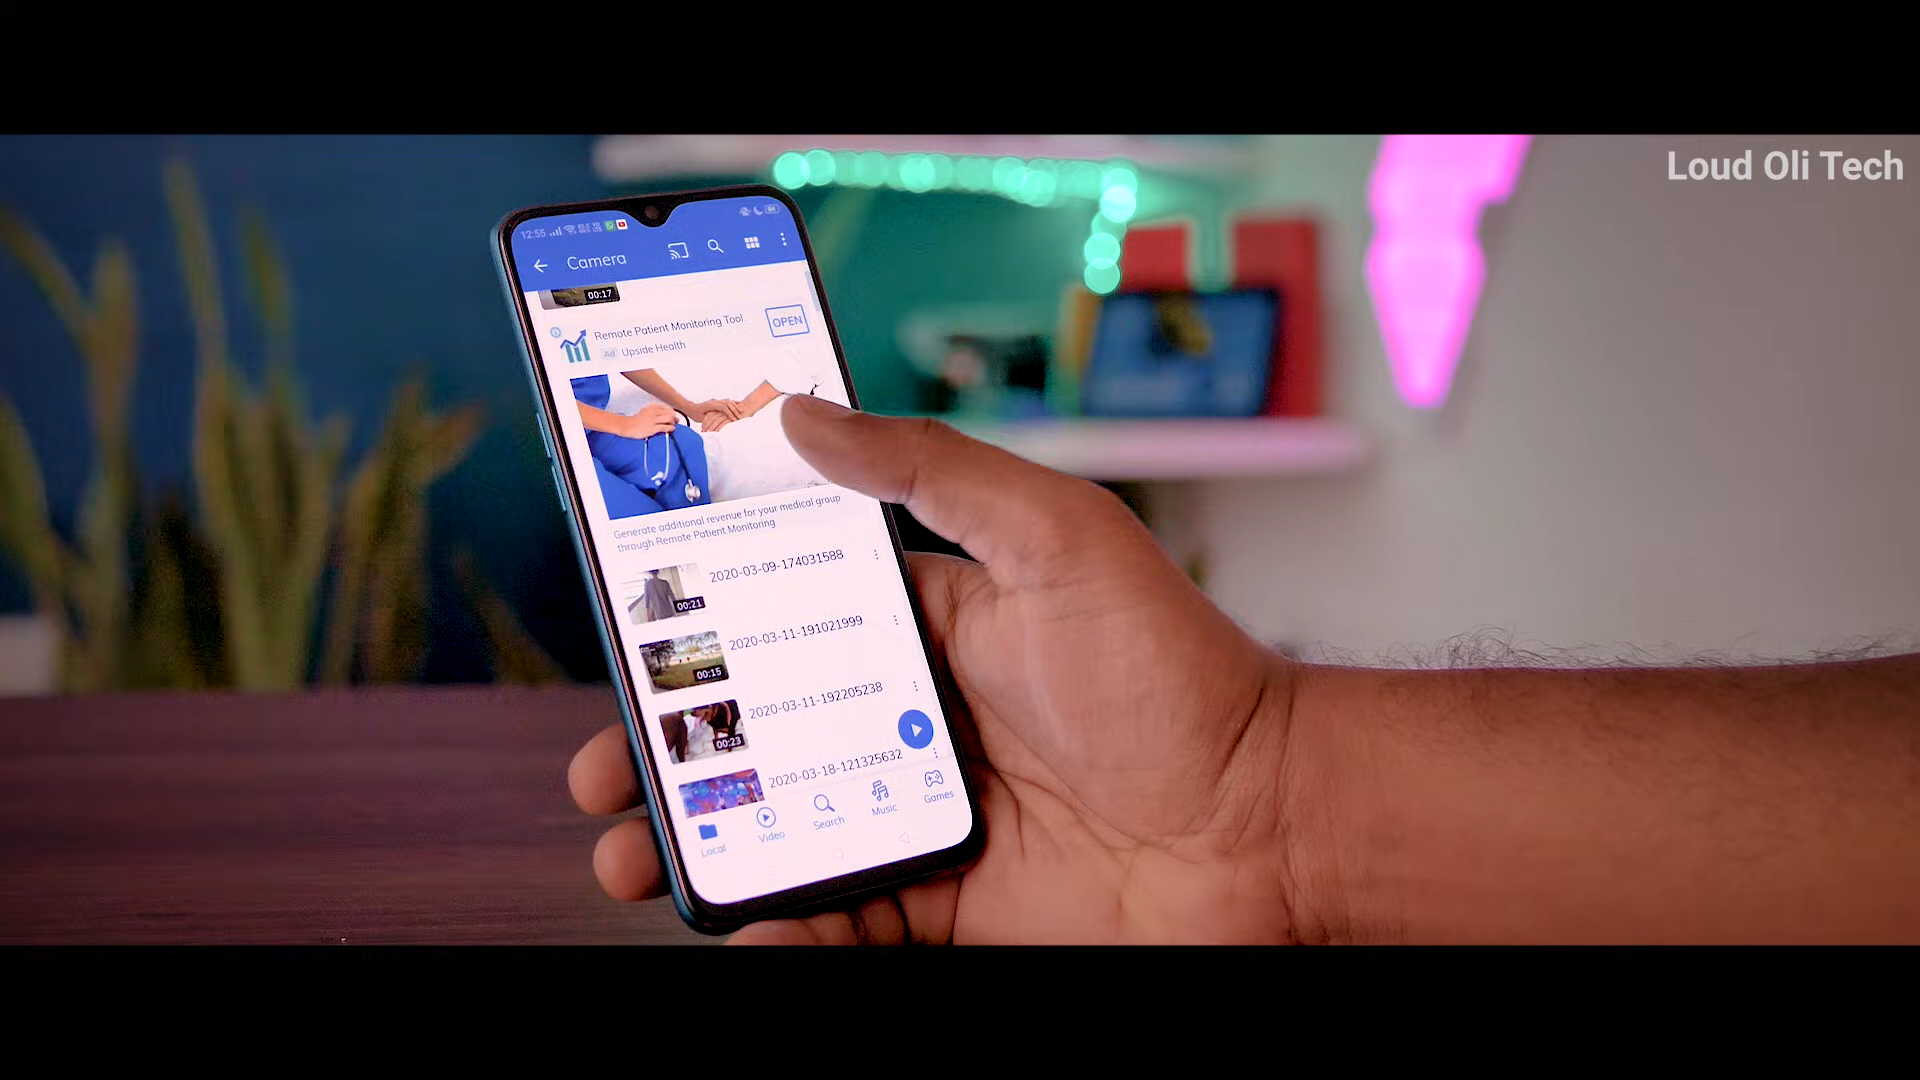 Loud Oli Tech
12:55
Camera
00:17
Remote Patient Monitoring Tool
Ad Upside Health
OPEN
Generate additional revenue for your medical group
through Remote Patient Monitoring
2020-03-09-174031588
00:21
2020-03-11-191021999
00:15
2020-03-11-192205238
00:23
2020-03-18-121325632
Local
Video
Search
Music
Games